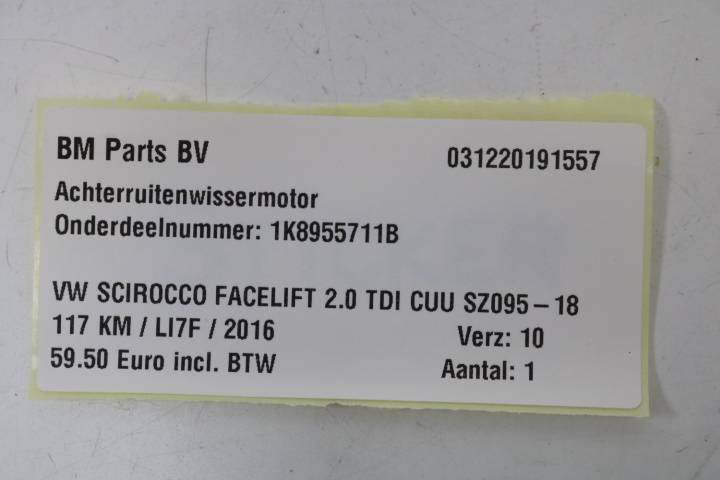 BM Parts BV 031220191557
Achterruitenwissermotor
Onderdeelnummer: 1K8955711B
VW SCIROCCO FACELIFT 2.0 TDI CUU SZ095-18
117 KM / LI7F / 2016 Verz: 10
59.50 Euro incl. BTW Aantal: 1